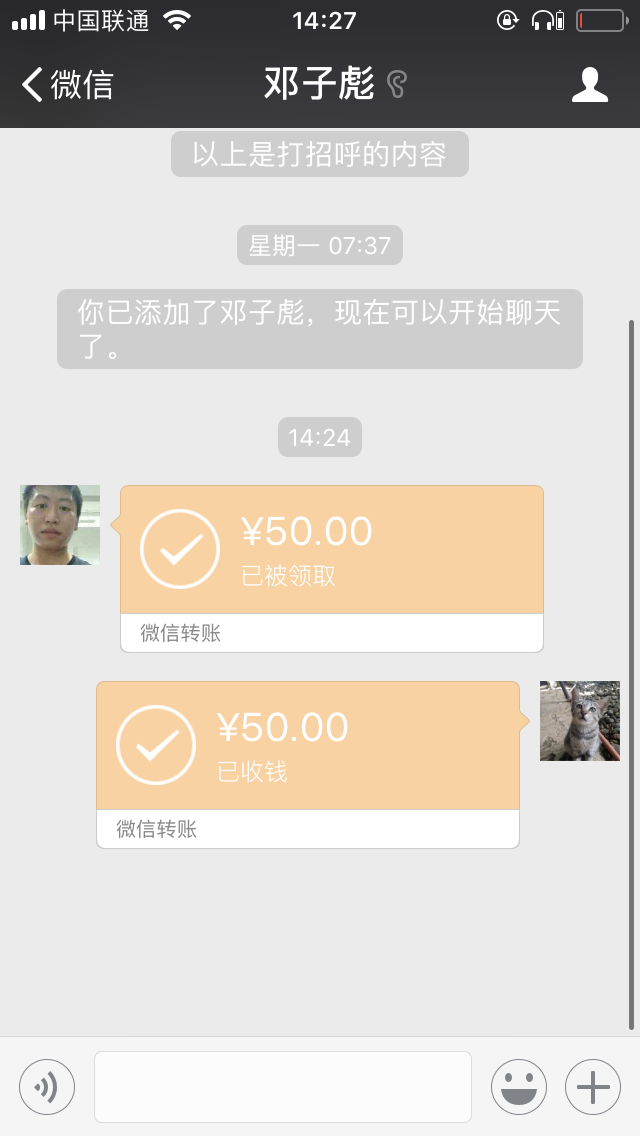 中国联通 14:27
微信 邓子彪
以上是打招呼的内容
星期一 07:37
你已添加了邓子彪，现在可以开始聊天
了。
14:24
¥50.00
已被领取
微信转账
¥50.00
已收钱
微信转账